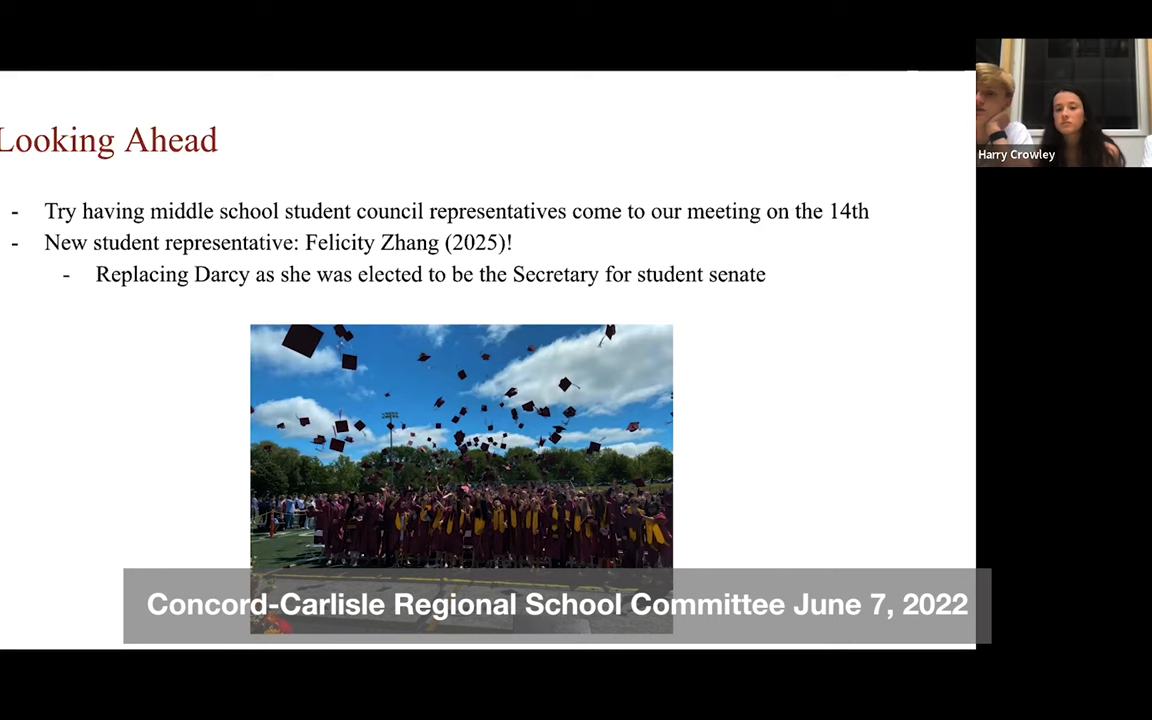 Looking Ahead
- Try having middle school student council representatives come to our meeting on the 14th
- New student representative: Felicity Zhang (2025)!
- Replacing Darcy as she was elected to be the Secretary for student senate
Harry Crowley
Concord-Carlisle Regional School Committee June 7, 2022